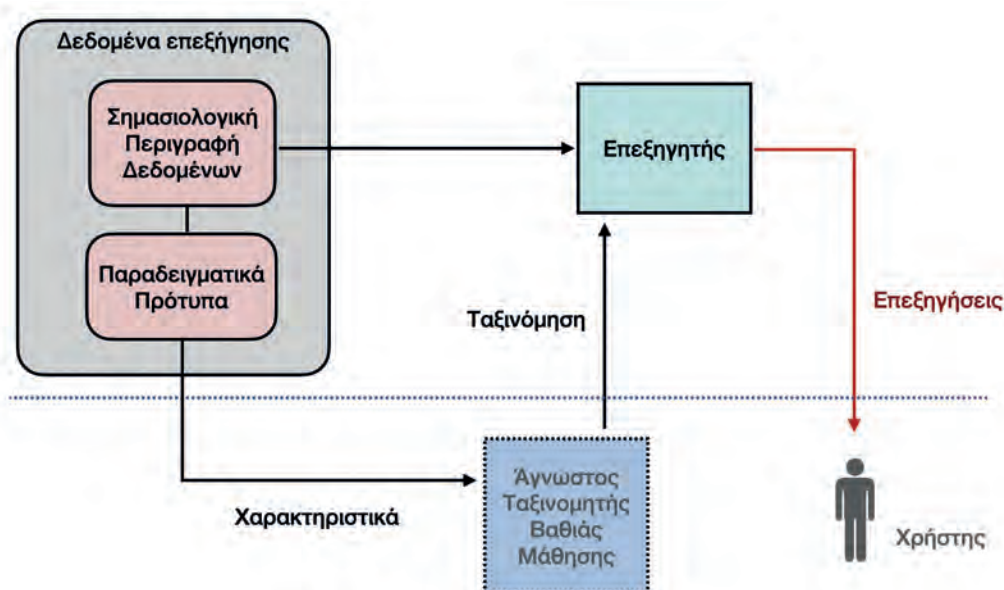 Δεδομένα επεξήγησης
Σημασιολογική
Περιγραφή
Δεδομένων
Επεξηγητής
Παραδειγματικά
Πρότυπα
Επεξηγήσεις
Ταξινόμηση
Άγνωστος
Ταξινομητής
Βαθιάς
Μάθησης
Χαρακτηριστικά
Χρήστης